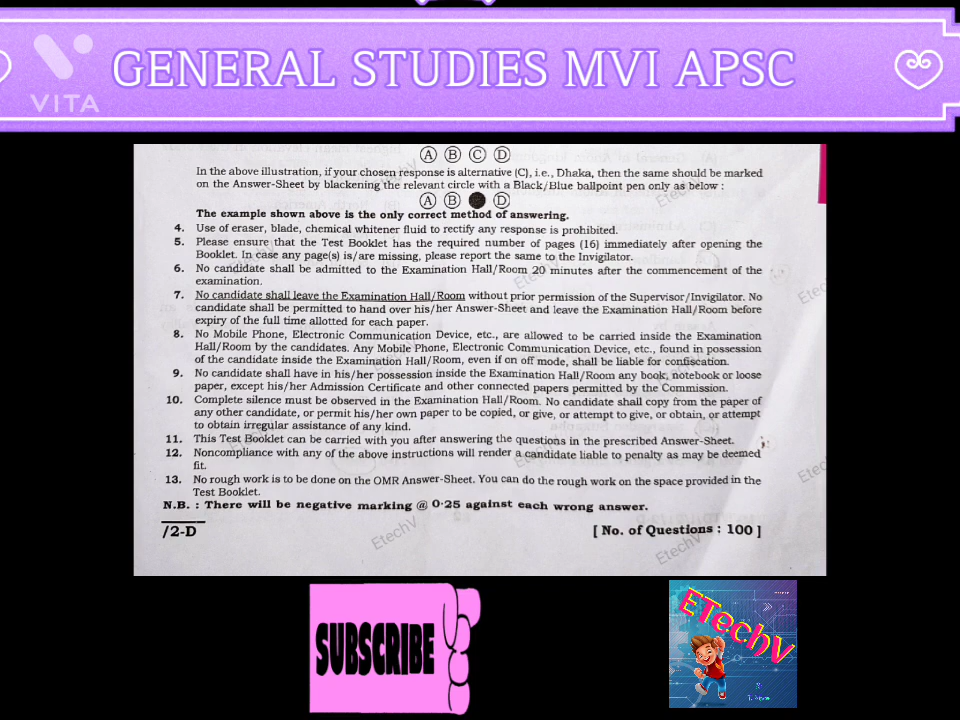 VITA
GENERAL STUDIES MVI APSC
A B C D
In the above illustration, if your chosen response is alternative (C), i.e., Dhaka, then the same should be marked
on the Answer-Sheet by blackening the relevant circle with a Black/Blue ballpoint pen only as below :
A B D
The example shown above is the only correct method of answering.
4. Use of eraser, blade, chemical whitener fluid to rectify any response is prohibited.
5. Please ensure that the Test Booklet has the required number of pages (16) immediately after opening the
Booklet. In case any page(s) is/are missing, please report the same to the Invigilator.
6. No candidate shall be admitted to the Examination Hall/Room 20 minutes after the commencement of the
examination.
7. No candidate shall leave the Examination Hall/Room without prior permission of the Supervisor/Invigilator. No
candidate shall be permitted to hand over his/her Answer-Sheet and leave the Examination Hall/Room before
expiry of the full time allotted for each paper.
8. No Mobile Phone, Electronic Communication Device, etc., are allowed to be carried inside the Examination
Hall/Room by the candidates. Any Mobile Phone, Electronic Communication Device, etc., found in possession
of the candidate inside the Examination Hall/Room, even if on off mode, shall be liable for confiscation.
9. No candidate shall have in his/her possession inside the Examination Hall/Room any book, notebook or loose
paper, except his/her Admission Certificate and other connected papers permitted by the Commission.
10. Complete silence must be observed in the Examination Hall/Room. No candidate shall copy from the paper of
any other candidate, or permit his/her own paper to be copied, or give, or attempt to give, or obtain, or attempt
to obtain irregular assistance of any kind.
11. This Test Booklet can be carried with you after answering the questions in the prescribed Answer-Sheet.
12. Noncompliance with any of the above instructions will render a candidate liable to penalty as may be deemed
fit.
13. No rough work is to be done on the OMR Answer-Sheet. You can do the rough work on the space provided in the
Test Booklet.
N.B. : There will be negative marking @ 0·25 against each wrong answer.
/2-D [ No. of Questions : 100 ]
EtechV
EtechV
SUBSCRIBE
ETechV